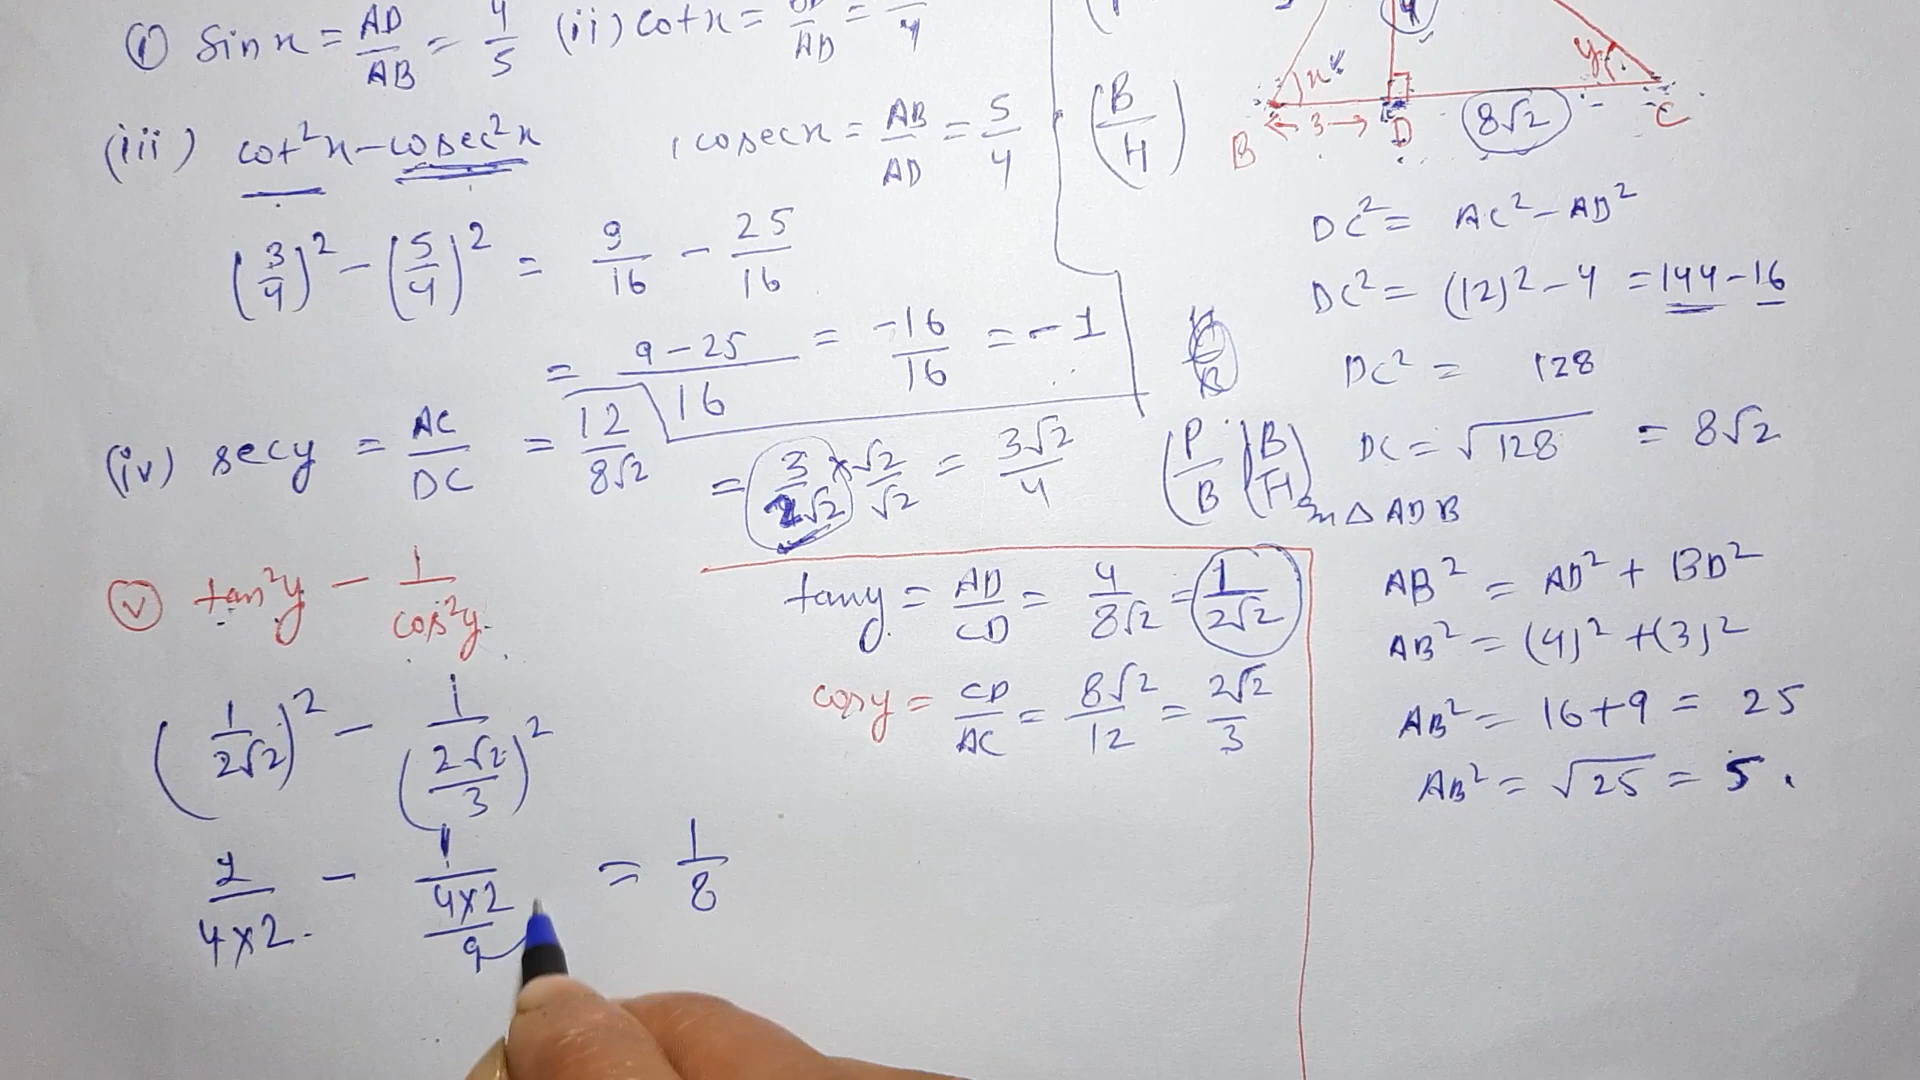 (i) sin x = AD/AB = 4/5 (ii) cot x = /AD = /4
(iii) cot²x - cosec²x , cosec x = AB/AD = 5/4 (B/H)
(3/4)² - (5/4)² = 9/16 - 25/16
= 9-25/16 = -16/16 = -1
(iv) sec y = AC/DC = 12/8√2 = 3/2√2 × √2/√2 = 3√2/4
(v) tan²y - 1/cos²y
(1/2√2)² - 1/(2√2/3)²
1/4×2 - 1/(4×2/9) = 1/8
(P/B) (B/H)
tan y = AD/CD = 4/8√2 = 1/2√2
cos y = CD/AC = 8√2/12 = 2√2/3
4
x y
B ←3→ D 8√2 C
DC² = AC² - AD²
DC² = (12)² - 4 = 144 - 16
DC² = 128
DC = √128 = 8√2
In △ ADB
AB² = AD² + BD²
AB² = (4)² + (3)²
AB² = 16+9 = 25
AB² = √25 = 5.